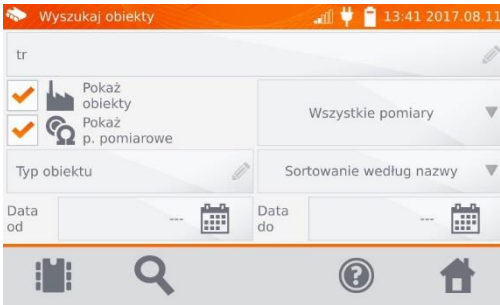 Wyszukaj obiekty 13:41 2017.08.11
tr
Pokaż
obiekty
Pokaż
p. pomiarowe
Wszystkie pomiary
Typ obiektu
Sortowanie według nazwy
Data
od
---
Data
do
---